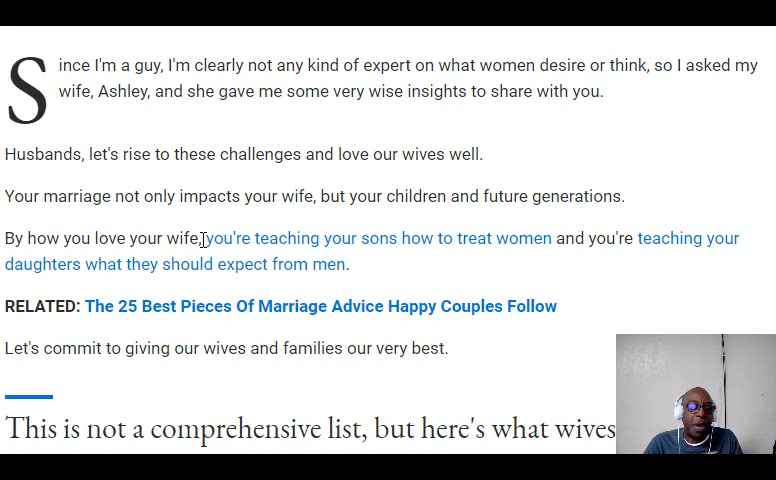 Since I'm a guy, I'm clearly not any kind of expert on what women desire or think, so I asked my
wife, Ashley, and she gave me some very wise insights to share with you.
Husbands, let's rise to these challenges and love our wives well.
Your marriage not only impacts your wife, but your children and future generations.
By how you love your wife, you're teaching your sons how to treat women and you're teaching your
daughters what they should expect from men.
RELATED: The 25 Best Pieces Of Marriage Advice Happy Couples Follow
Let's commit to giving our wives and families our very best.
This is not a comprehensive list, but here's what wives